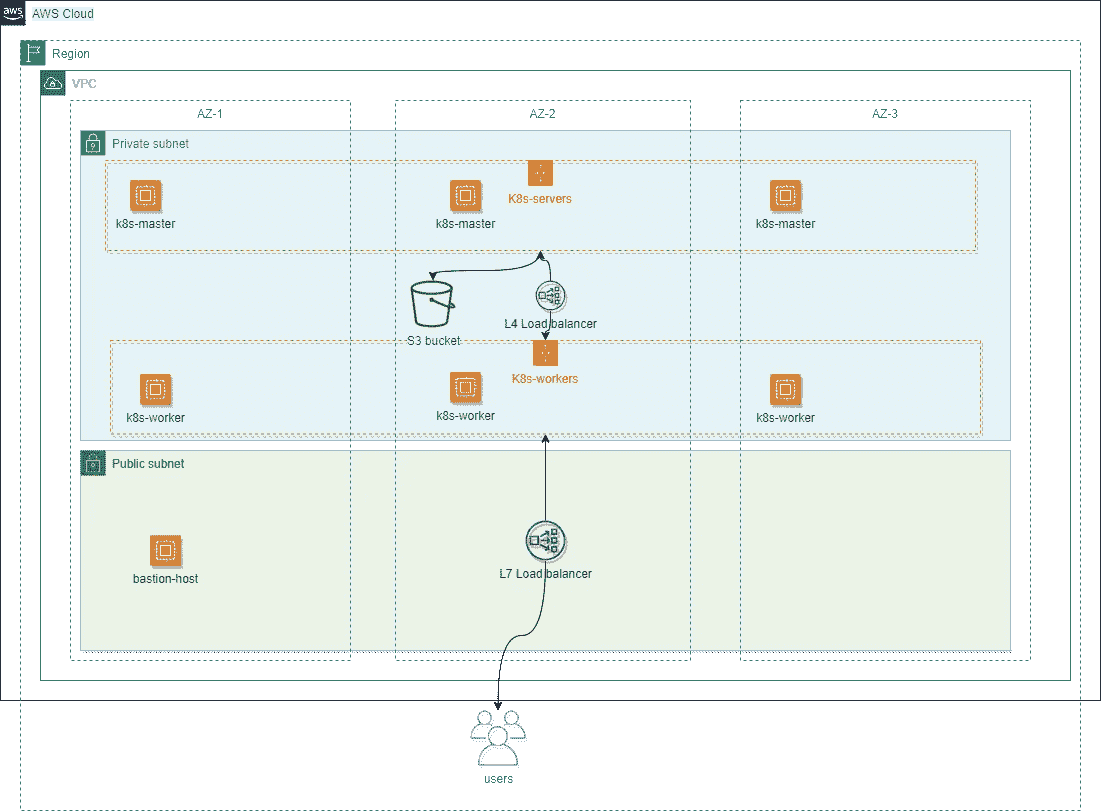 aws
AWS Cloud
Region
VPC
AZ-1
AZ-2
AZ-3
Private subnet
K8s-servers
k8s-master
k8s-master
k8s-master
L4 Load balancer
S3 bucket
K8s-workers
k8s-worker
k8s-worker
k8s-worker
Public subnet
L7 Load balancer
bastion-host
users